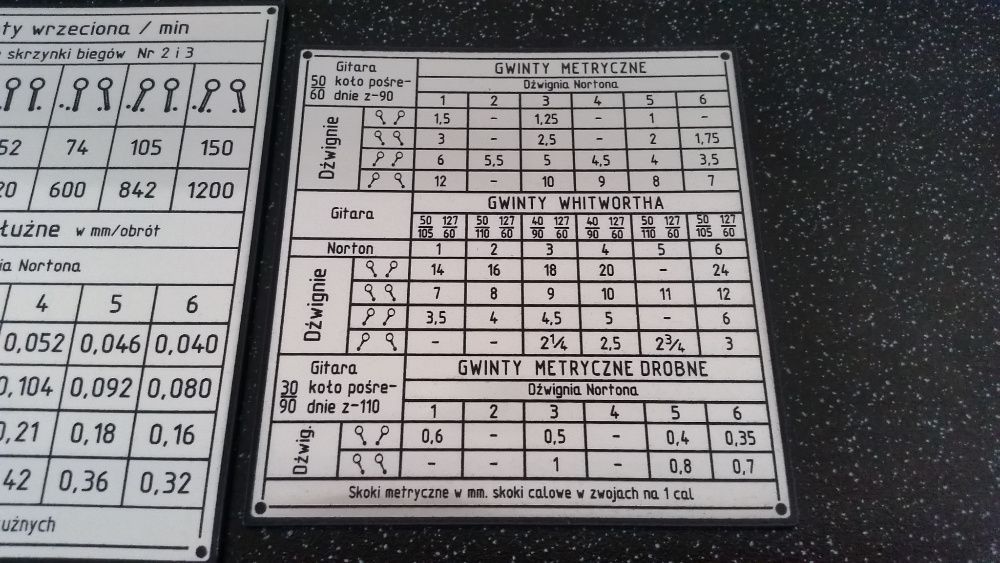 ty wrzeciona / min
skrzynki biegów Nr 2 i 3
52 74 105 150
20 600 842 1200
łużne w mm/obrót
ia Nortona
4 5 6
0,052 0,046 0,040
0,104 0,092 0,080
0,21 0,18 0,16
42 0,36 0,32
użnych
Gitara
50/60 koło pośre-
dnie z-90
GWINTY METRYCZNE
Dźwignia Nortona
1 2 3 4 5 6
Dźwignie
1,5 - 1,25 - 1 -
3 - 2,5 - 2 1,75
6 5,5 5 4,5 4 3,5
12 - 10 9 8 7
Gitara
GWINTY WHITWORTHA
50/105 127/60 50/110 127/60 40/90 127/60 40/90 127/60 50/110 127/60 50/105 127/60
Norton 1 2 3 4 5 6
Dźwignie
14 16 18 20 - 24
7 8 9 10 11 12
3,5 4 4,5 5 - 6
- - 2¼ 2,5 2¾ 3
Gitara
30/90 koło pośre-
dnie z-110
GWINTY METRYCZNE DROBNE
Dźwignia Nortona
1 2 3 4 5 6
Dźwig.
0,6 - 0,5 - 0,4 0,35
- - 1 - 0,8 0,7
Skoki metryczne w mm. skoki calowe w zwojach na 1 cal